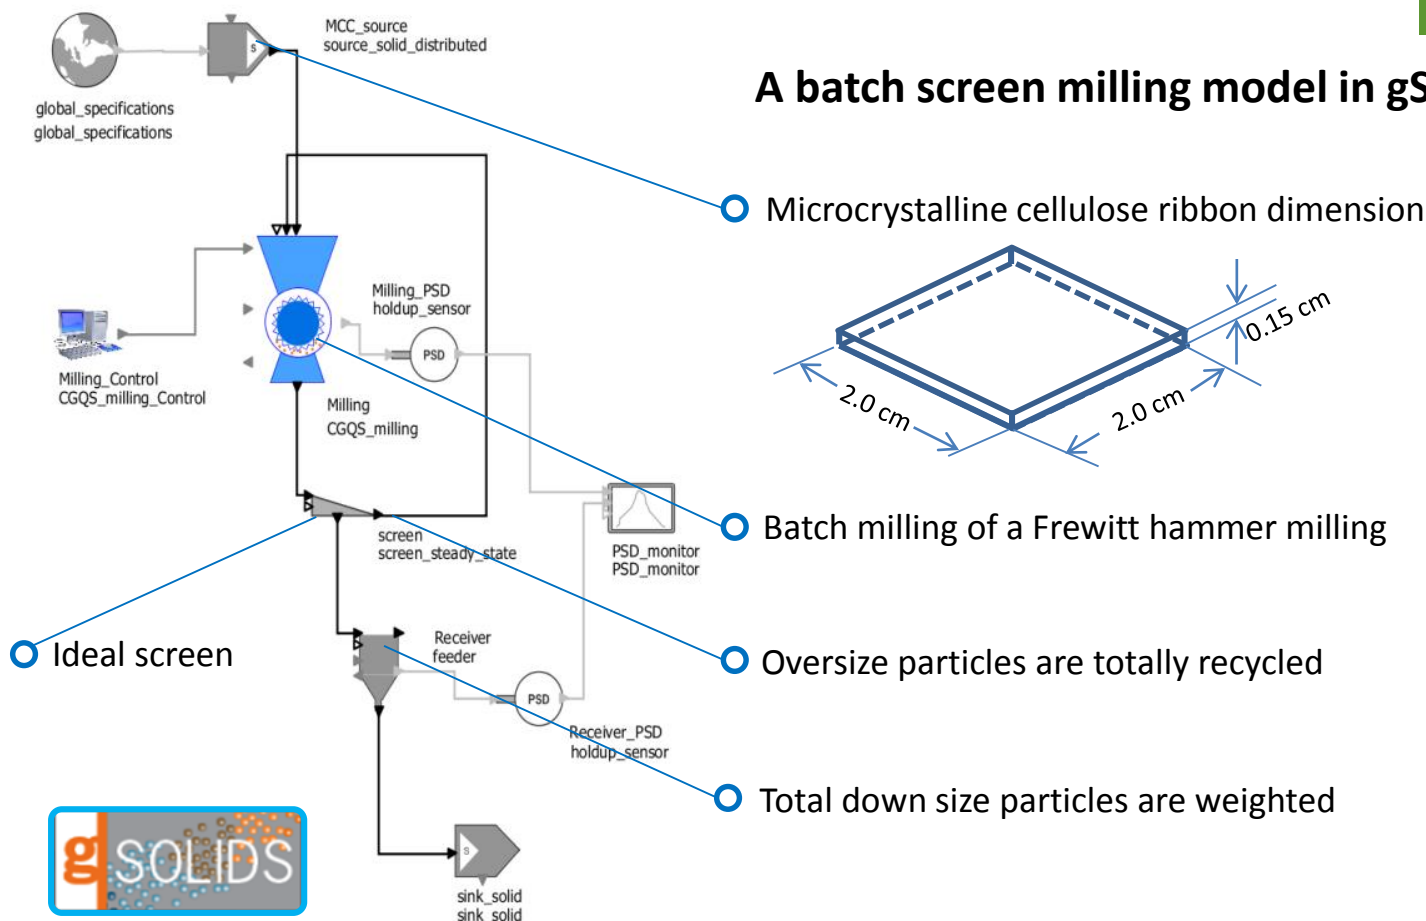 MCC_source
source_solid_distributed
S
global_specifications
global_specifications
A batch screen milling model in gS
Microcrystalline cellulose ribbon dimension
0.15 cm
2.0 cm
2.0 cm
Milling_PSD
holdup_sensor
PSD
Milling_Control
CGQS_milling_Control
Milling
CGQS_milling
Batch milling of a Frewitt hammer milling
screen
screen_steady_state
PSD_monitor
PSD_monitor
Ideal screen
Receiver
feeder
Oversize particles are totally recycled
PSD
Receiver_PSD
holdup_sensor
Total down size particles are weighted
g SOLIDS
S
sink_solid
sink_solid